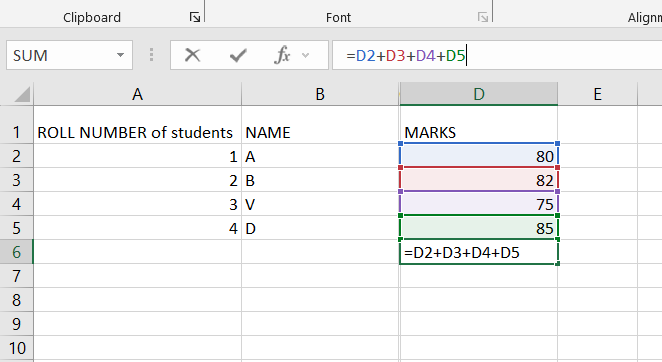 Clipboard Font Alignm
SUM fx =D2+D3+D4+D5
A B D E
1 ROLL NUMBER of students NAME MARKS
2 1 A 80
3 2 B 82
4 3 V 75
5 4 D 85
6 =D2+D3+D4+D5
7
8
9
10